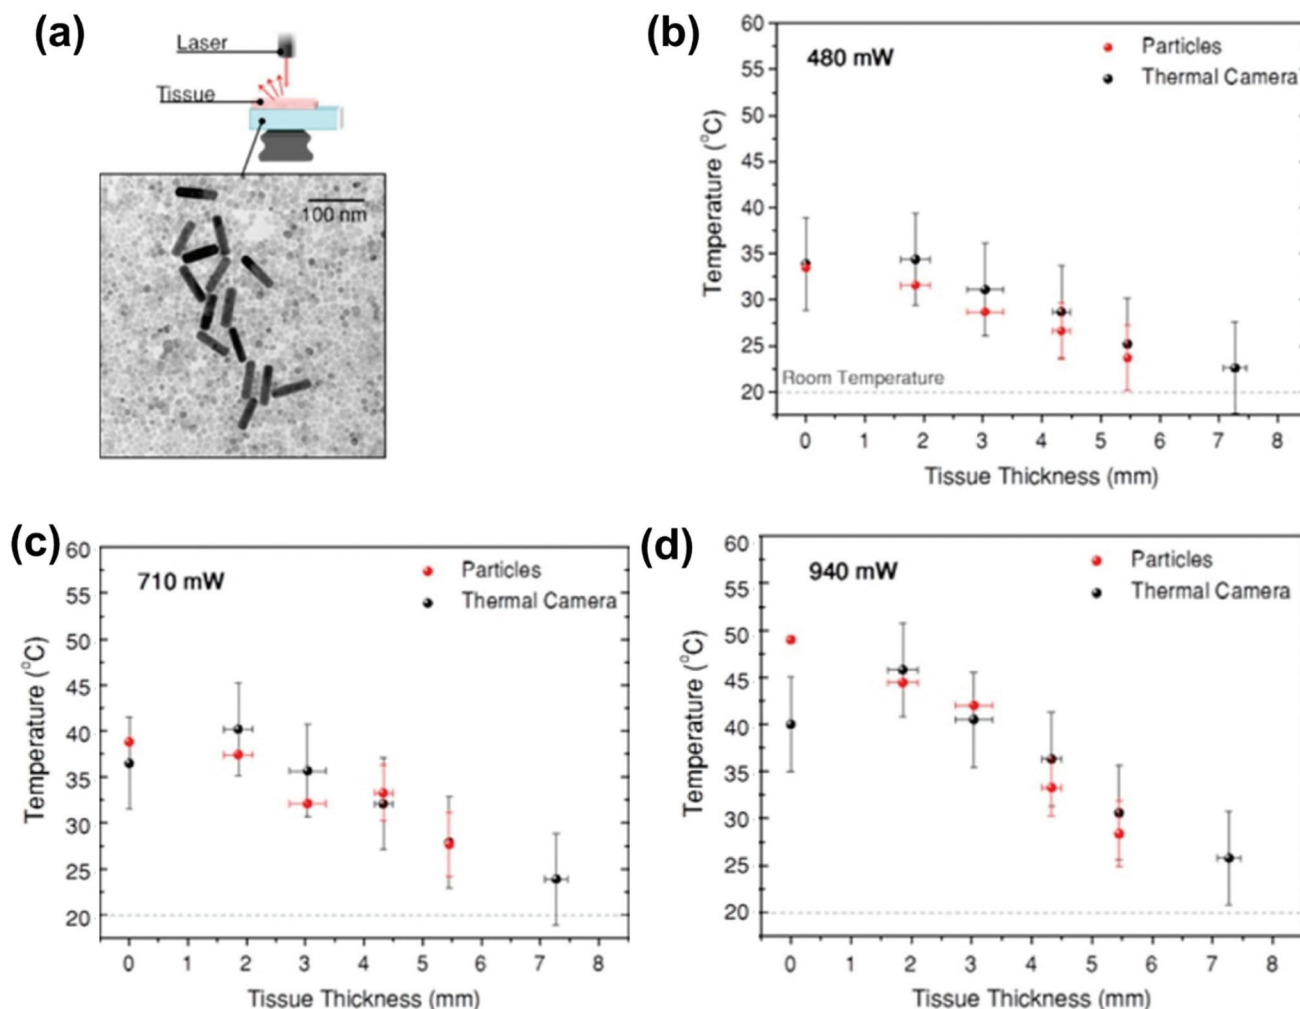 (a)
Laser
Tissue
100 nm
(b)
480 mW
Particles
Thermal Camera
Temperature (°C)
60
55
50
45
40
35
30
25
20
Room Temperature
0 1 2 3 4 5 6 7 8
Tissue Thickness (mm)
(c)
710 mW
Particles
Thermal Camera
Temperature (°C)
60
55
50
45
40
35
30
25
20
0 1 2 3 4 5 6 7 8
Tissue Thickness (mm)
(d)
940 mW
Particles
Thermal Camera
Temperature (°C)
60
55
50
45
40
35
30
25
20
0 1 2 3 4 5 6 7 8
Tissue Thickness (mm)